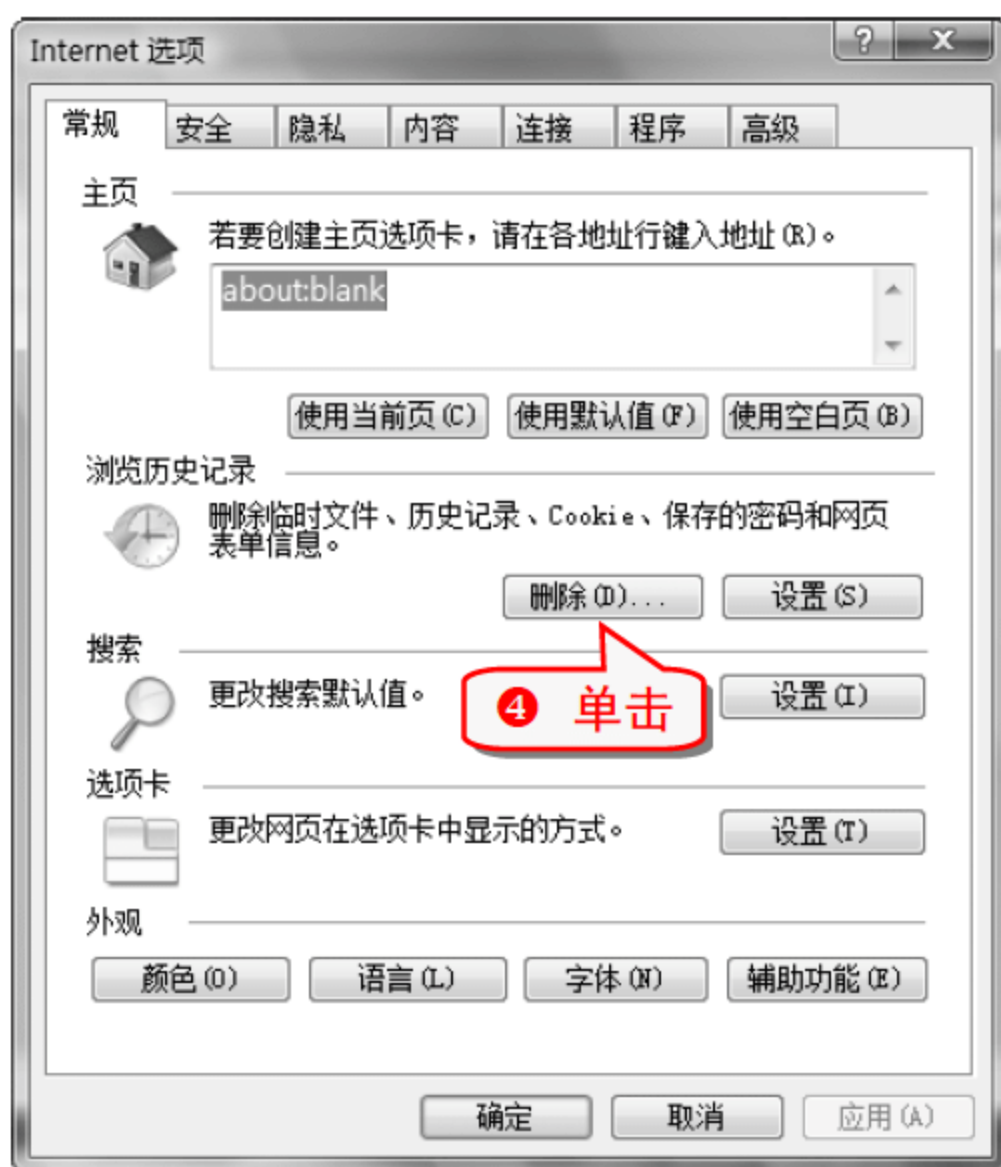 Internet 选项
常规 安全 隐私 内容 连接 程序 高级
主页
若要创建主页选项卡，请在各地址行键入地址(R)。
about:blank
使用当前页(C) 使用默认值(F) 使用空白页(B)
浏览历史记录
删除临时文件、历史记录、Cookie、保存的密码和网页
表单信息。
删除(D)... 设置(S)
搜索
更改搜索默认值。
❹ 单击
设置(I)
选项卡
更改网页在选项卡中显示的方式。
设置(T)
外观
颜色(O) 语言(L) 字体(N) 辅助功能(E)
确定 取消 应用(A)